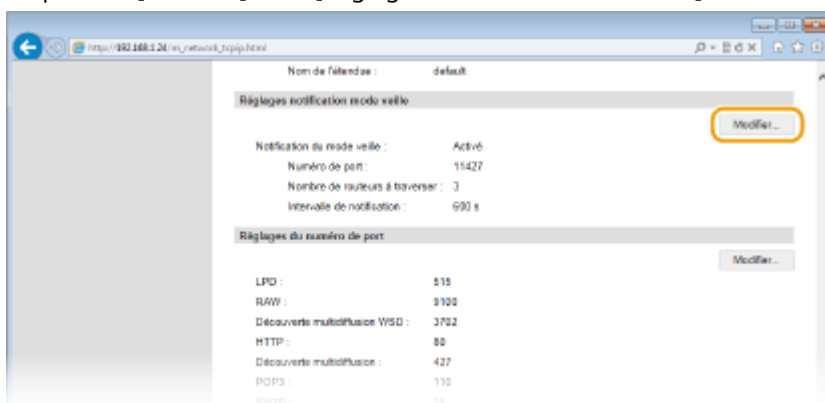 http://192.168.1.24/m_network_tcpip.html
Nom de l'étendue : default
Réglages notification mode veille
Modifier...
Notification du mode veille : Activé
Numéro de port : 11427
Nombre de routeurs à traverser : 3
Intervalle de notification : 600 s
Réglages du numéro de port
Modifier...
LPD : 515
RAW : 9100
Découverte multidiffusion WSD : 3702
HTTP : 80
Découverte multidiffusion : 427
POP3 : 110